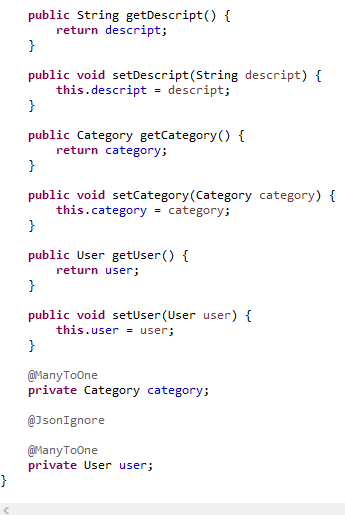 public String getDescript() {
return descript;
}
public void setDescript(String descript) {
this.descript = descript;
}
public Category getCategory() {
return category;
}
public void setCategory(Category category) {
this.category = category;
}
public User getUser() {
return user;
}
public void setUser(User user) {
this.user = user;
}
@ManyToOne
private Category category;
@JsonIgnore
@ManyToOne
private User user;
}